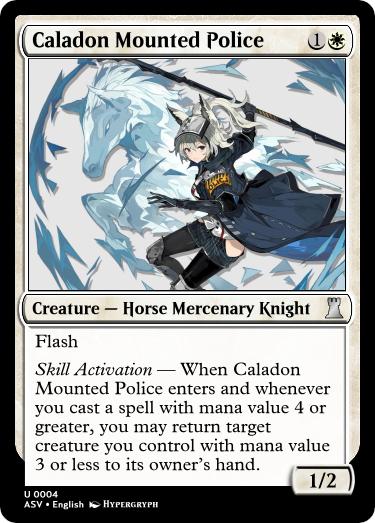 Caladon Mounted Police 1
Creature — Horse Mercenary Knight
Flash
Skill Activation — When Caladon
Mounted Police enters and whenever
you cast a spell with mana value 4 or
greater, you may return target
creature you control with mana value
3 or less to its owner's hand.
1/2
U 0004
ASV • English HYPERGRYPH